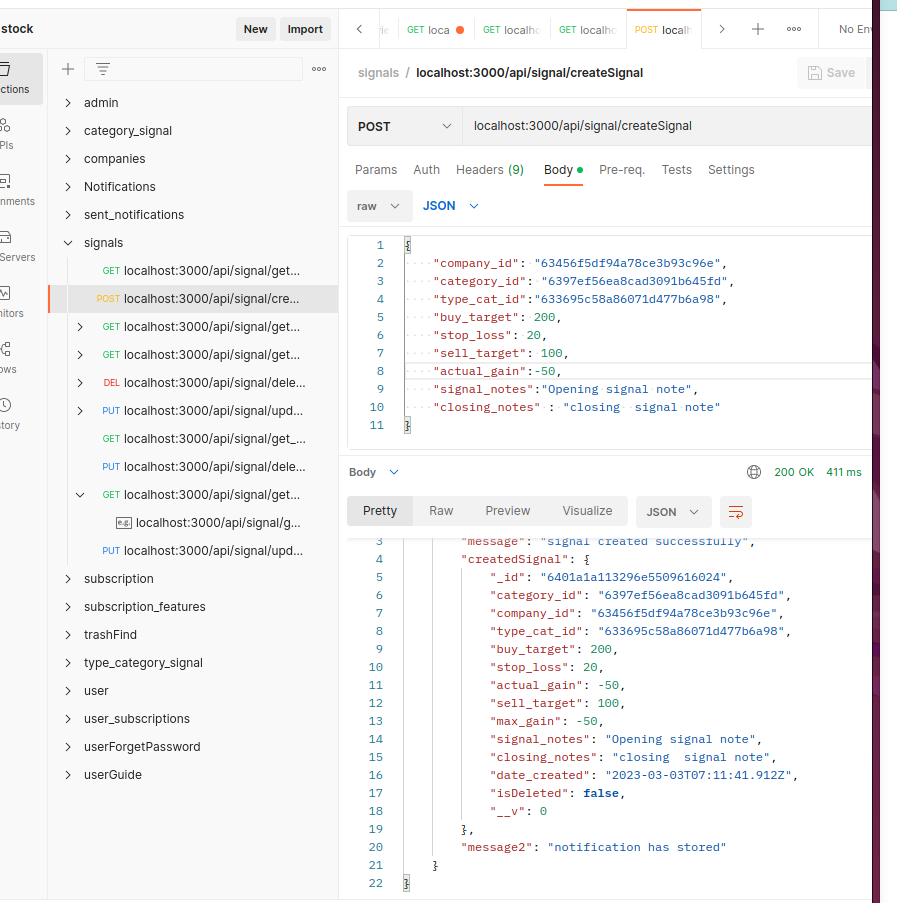 stock
New
Import
GET loca
GET localh
GET localhc
POST localh
No En
ctions
PIs
nments
Servers
nitors
ows
story
admin
category_signal
companies
Notifications
sent_notifications
signals
GET localhost:3000/api/signal/get...
POST localhost:3000/api/signal/cre...
GET localhost:3000/api/signal/get...
GET localhost:3000/api/signal/get...
DEL localhost:3000/api/signal/dele...
PUT localhost:3000/api/signal/upd...
GET localhost:3000/api/signal/get_...
PUT localhost:3000/api/signal/dele...
GET localhost:3000/api/signal/get...
e.g. localhost:3000/api/signal/g...
PUT localhost:3000/api/signal/upd...
subscription
subscription_features
trashFind
type_category_signal
user
user_subscriptions
userForgetPassword
userGuide
signals / localhost:3000/api/signal/createSignal
Save
POST localhost:3000/api/signal/createSignal
Params Auth Headers (9) Body Pre-req. Tests Settings
raw JSON
1 {
2 "company_id": "63456f5df94a78ce3b93c96e",
3 "category_id": "6397ef56ea8cad3091b645fd",
4 "type_cat_id": "633695c58a86071d477b6a98",
5 "buy_target": 200,
6 "stop_loss": 20,
7 "sell_target": 100,
8 "actual_gain":-50,
9 "signal_notes":"Opening signal note",
10 "closing_notes" : "closing  signal note"
11 }
Body 200 OK 411 ms
Pretty Raw Preview Visualize JSON
3 "message": "signal created successfully",
4 "createdSignal": {
5 "_id": "6401a1a113296e5509616024",
6 "category_id": "6397ef56ea8cad3091b645fd",
7 "company_id": "63456f5df94a78ce3b93c96e",
8 "type_cat_id": "633695c58a86071d477b6a98",
9 "buy_target": 200,
10 "stop_loss": 20,
11 "actual_gain": -50,
12 "sell_target": 100,
13 "max_gain": -50,
14 "signal_notes": "Opening signal note",
15 "closing_notes": "closing  signal note",
16 "date_created": "2023-03-03T07:11:41.912Z",
17 "isDeleted": false,
18 "__v": 0
19 },
20 "message2": "notification has stored"
21 }
22 }